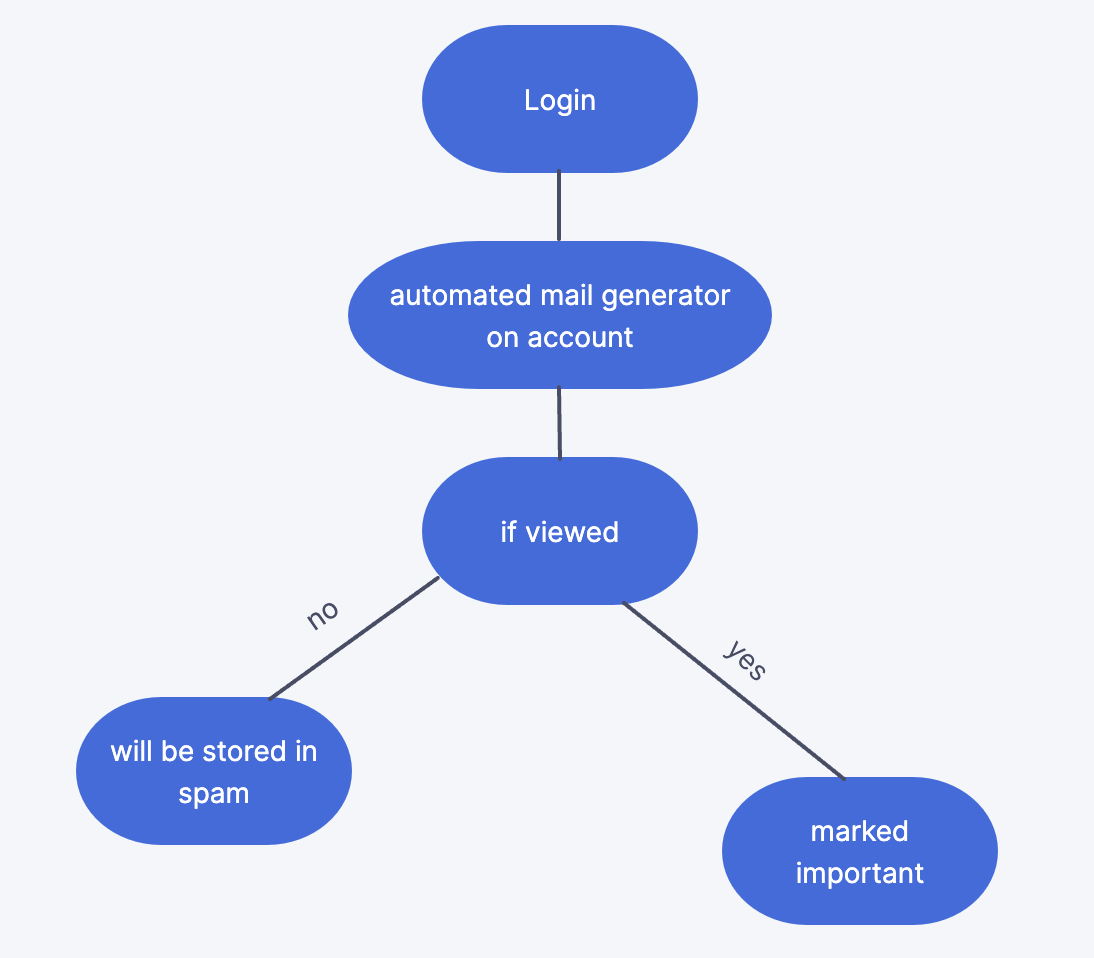 Login
automated mail generator
on account
if viewed
no
yes
will be stored in
spam
marked
important